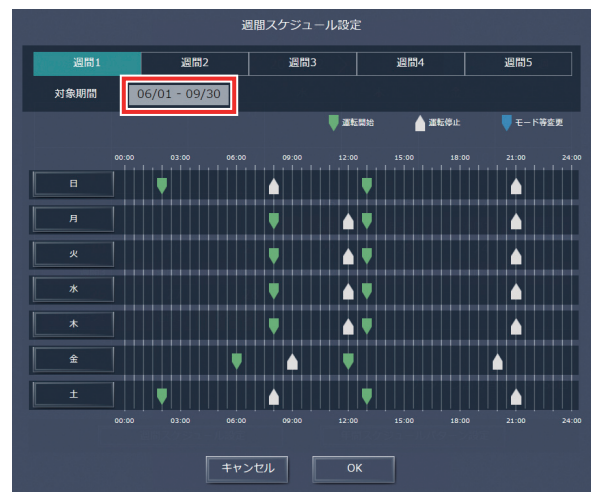 週間スケジュール設定
週間1 週間2 週間3 週間4 週間5
対象期間 06/01 - 09/30
運転開始 運転停止 モード等変更
00:00 03:00 06:00 09:00 12:00 15:00 18:00 21:00 24:00
日
月
火
水
木
金
土
00:00 03:00 06:00 09:00 12:00 15:00 18:00 21:00 24:00
キャンセル OK